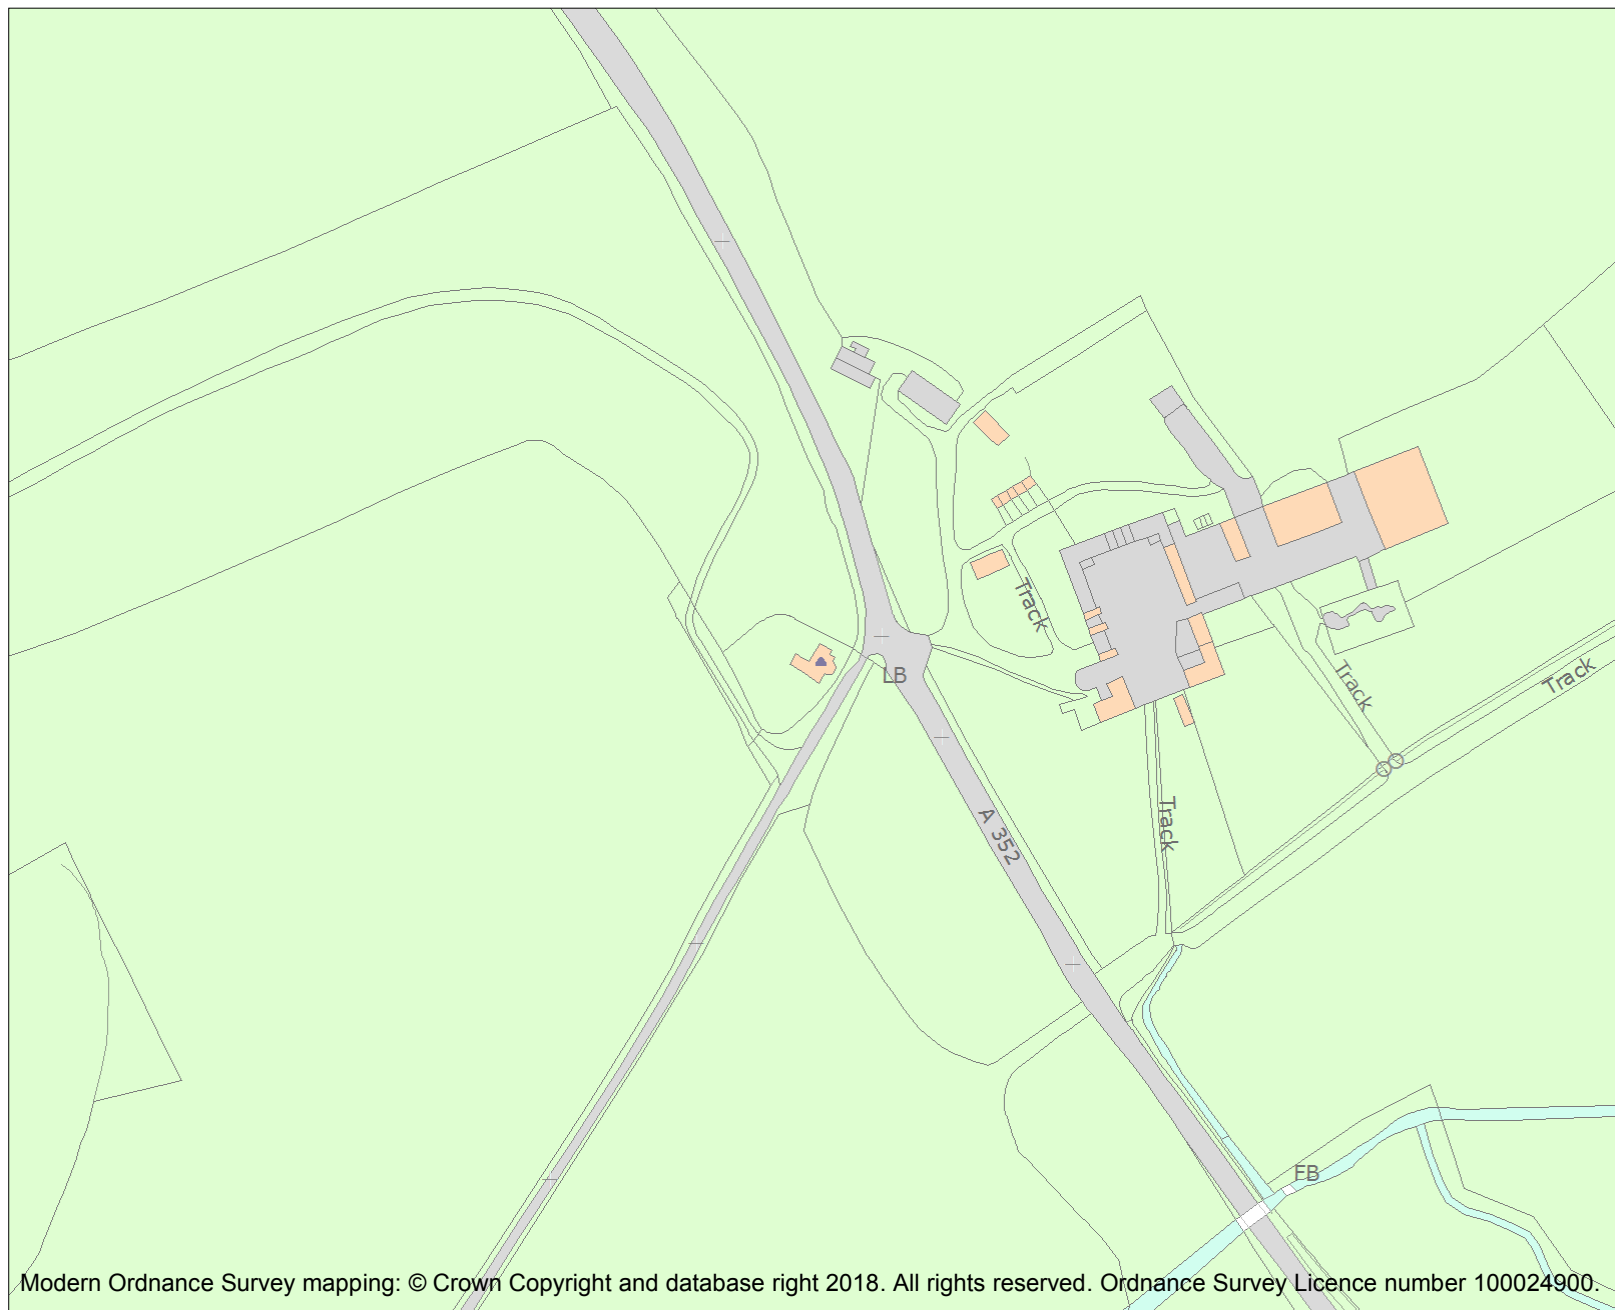 Track
LB
Track
Track
A 352
Track
FB
Modern Ordnance Survey mapping: © Crown Copyright and database right 2018. All rights reserved. Ordnance Survey Licence number 100024900.